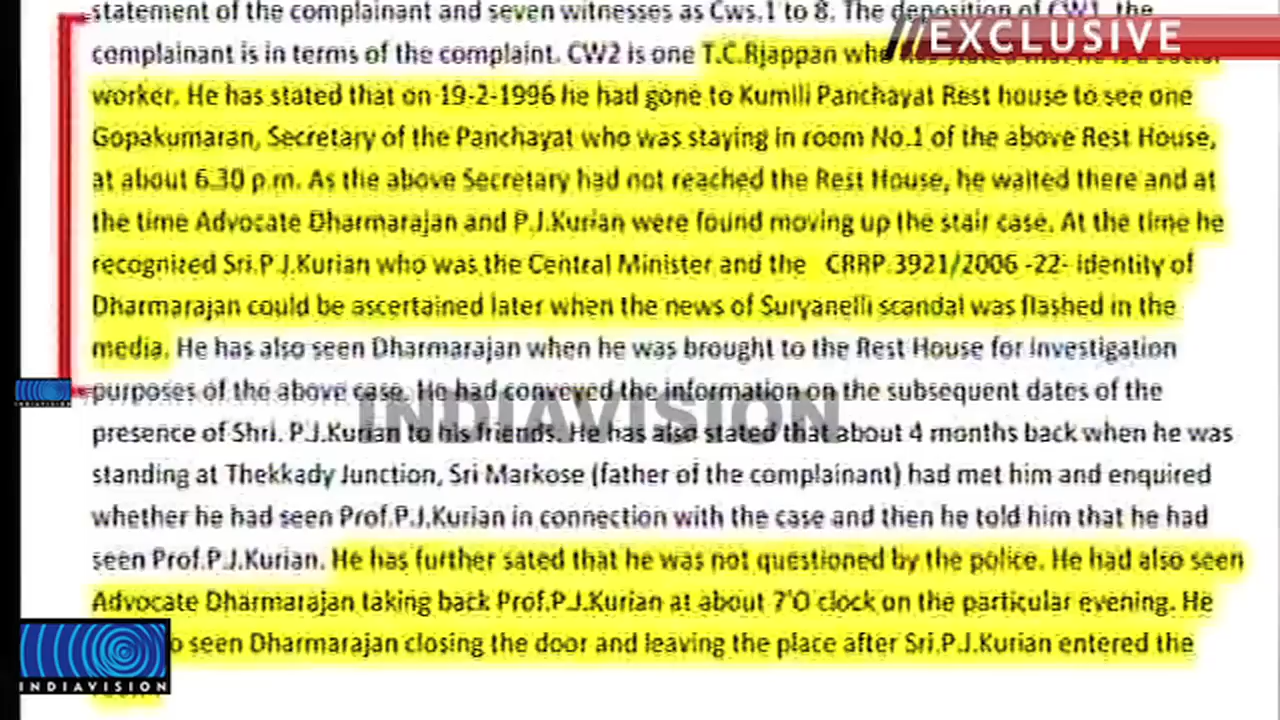 statement of the complainant and seven witnesses as Cws.1 to 8. The deposition of CW1, the
EXCLUSIVE
complainant is in terms of the complaint. CW2 is one T.C.Rjappan who has stated that he is a social
worker. He has stated that on 19-2-1996 he had gone to Kumili Panchayat Rest house to see one
Gopakumaran, Secretary of the Panchayat who was staying in room No.1 of the above Rest House,
at about 6.30 p.m. As the above Secretary had not reached the Rest House, he waited there and at
the time Advocate Dharmarajan and P.J.Kurian were found moving up the stair case. At the time he
recognized Sri.P.J.Kurian who was the Central Minister and the CRRP.3921/2006 -22- identity of
Dharmarajan could be ascertained later when the news of Suryanelli scandal was flashed in the
media. He has also seen Dharmarajan when he was brought to the Rest House for investigation
purposes of the above case. He had conveyed the information on the subsequent dates of the
INDIAVISION
presence of Shri. P.J.Kurian to his friends. He has also stated that about 4 months back when he was
standing at Thekkady Junction, Sri Markose (father of the complainant) had met him and enquired
whether he had seen Prof.P.J.Kurian in connection with the case and then he told him that he had
seen Prof.P.J.Kurian. He has further sated that he was not questioned by the police. He had also seen
Advocate Dharmarajan taking back Prof.P.J.Kurian at about 7'O clock on the particular evening. He
seen Dharmarajan closing the door and leaving the place after Sri.P.J.Kurian entered the
INDIAVISION